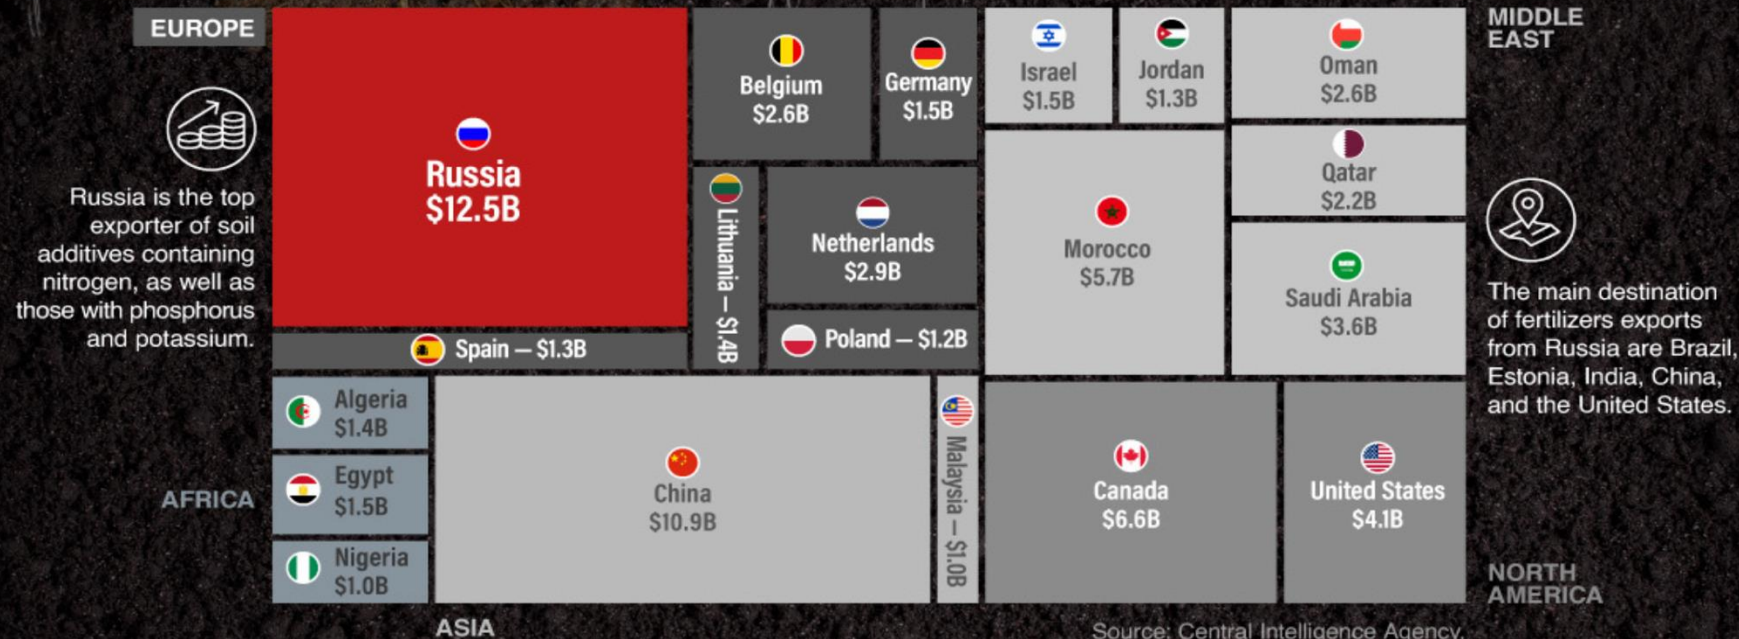 EUROPE
Russia is the top
exporter of soil
additives containing
nitrogen, as well as
those with phosphorus
and potassium.
Russia
$12.5B
Spain — $1.3B
Belgium
$2.6B
Germany
$1.5B
Lithuania — $1.4B
Netherlands
$2.9B
Poland — $1.2B
Israel
$1.5B
Jordan
$1.3B
Oman
$2.6B
Morocco
$5.7B
Qatar
$2.2B
Saudi Arabia
$3.6B
MIDDLE
EAST
The main destination
of fertilizers exports
from Russia are Brazil,
Estonia, India, China,
and the United States.
AFRICA
Algeria
$1.4B
Egypt
$1.5B
Nigeria
$1.0B
China
$10.9B
Malaysia — $1.0B
ASIA
Canada
$6.6B
United States
$4.1B
NORTH
AMERICA
Source: Central Intelligence Agency.